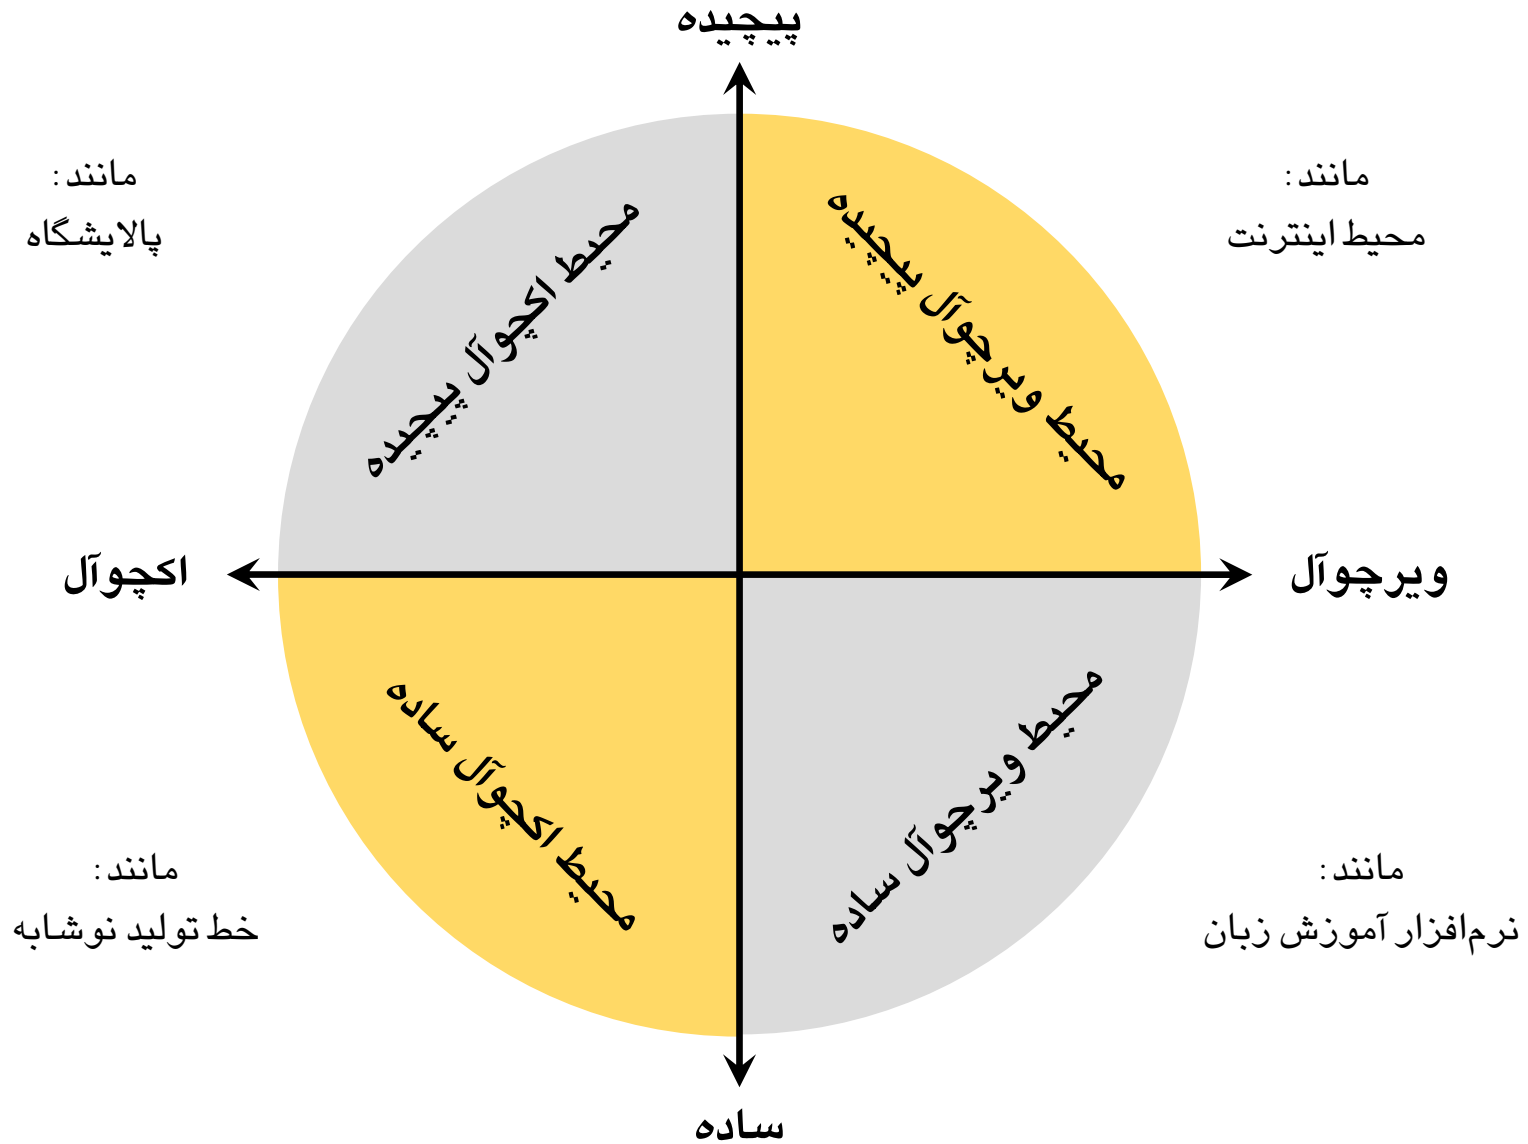 پیچیده
مانند:
محیط اینترنت
مانند:
پالایشگاه
محیط ویرچوآل پیچیده
محیط اکچوآل پیچیده
ویرچوآل
اکچوآل
محیط ویرچوآل ساده
محیط اکچوآل ساده
مانند:
نرم‌افزار آموزش زبان
مانند:
خط تولید نوشابه
ساده